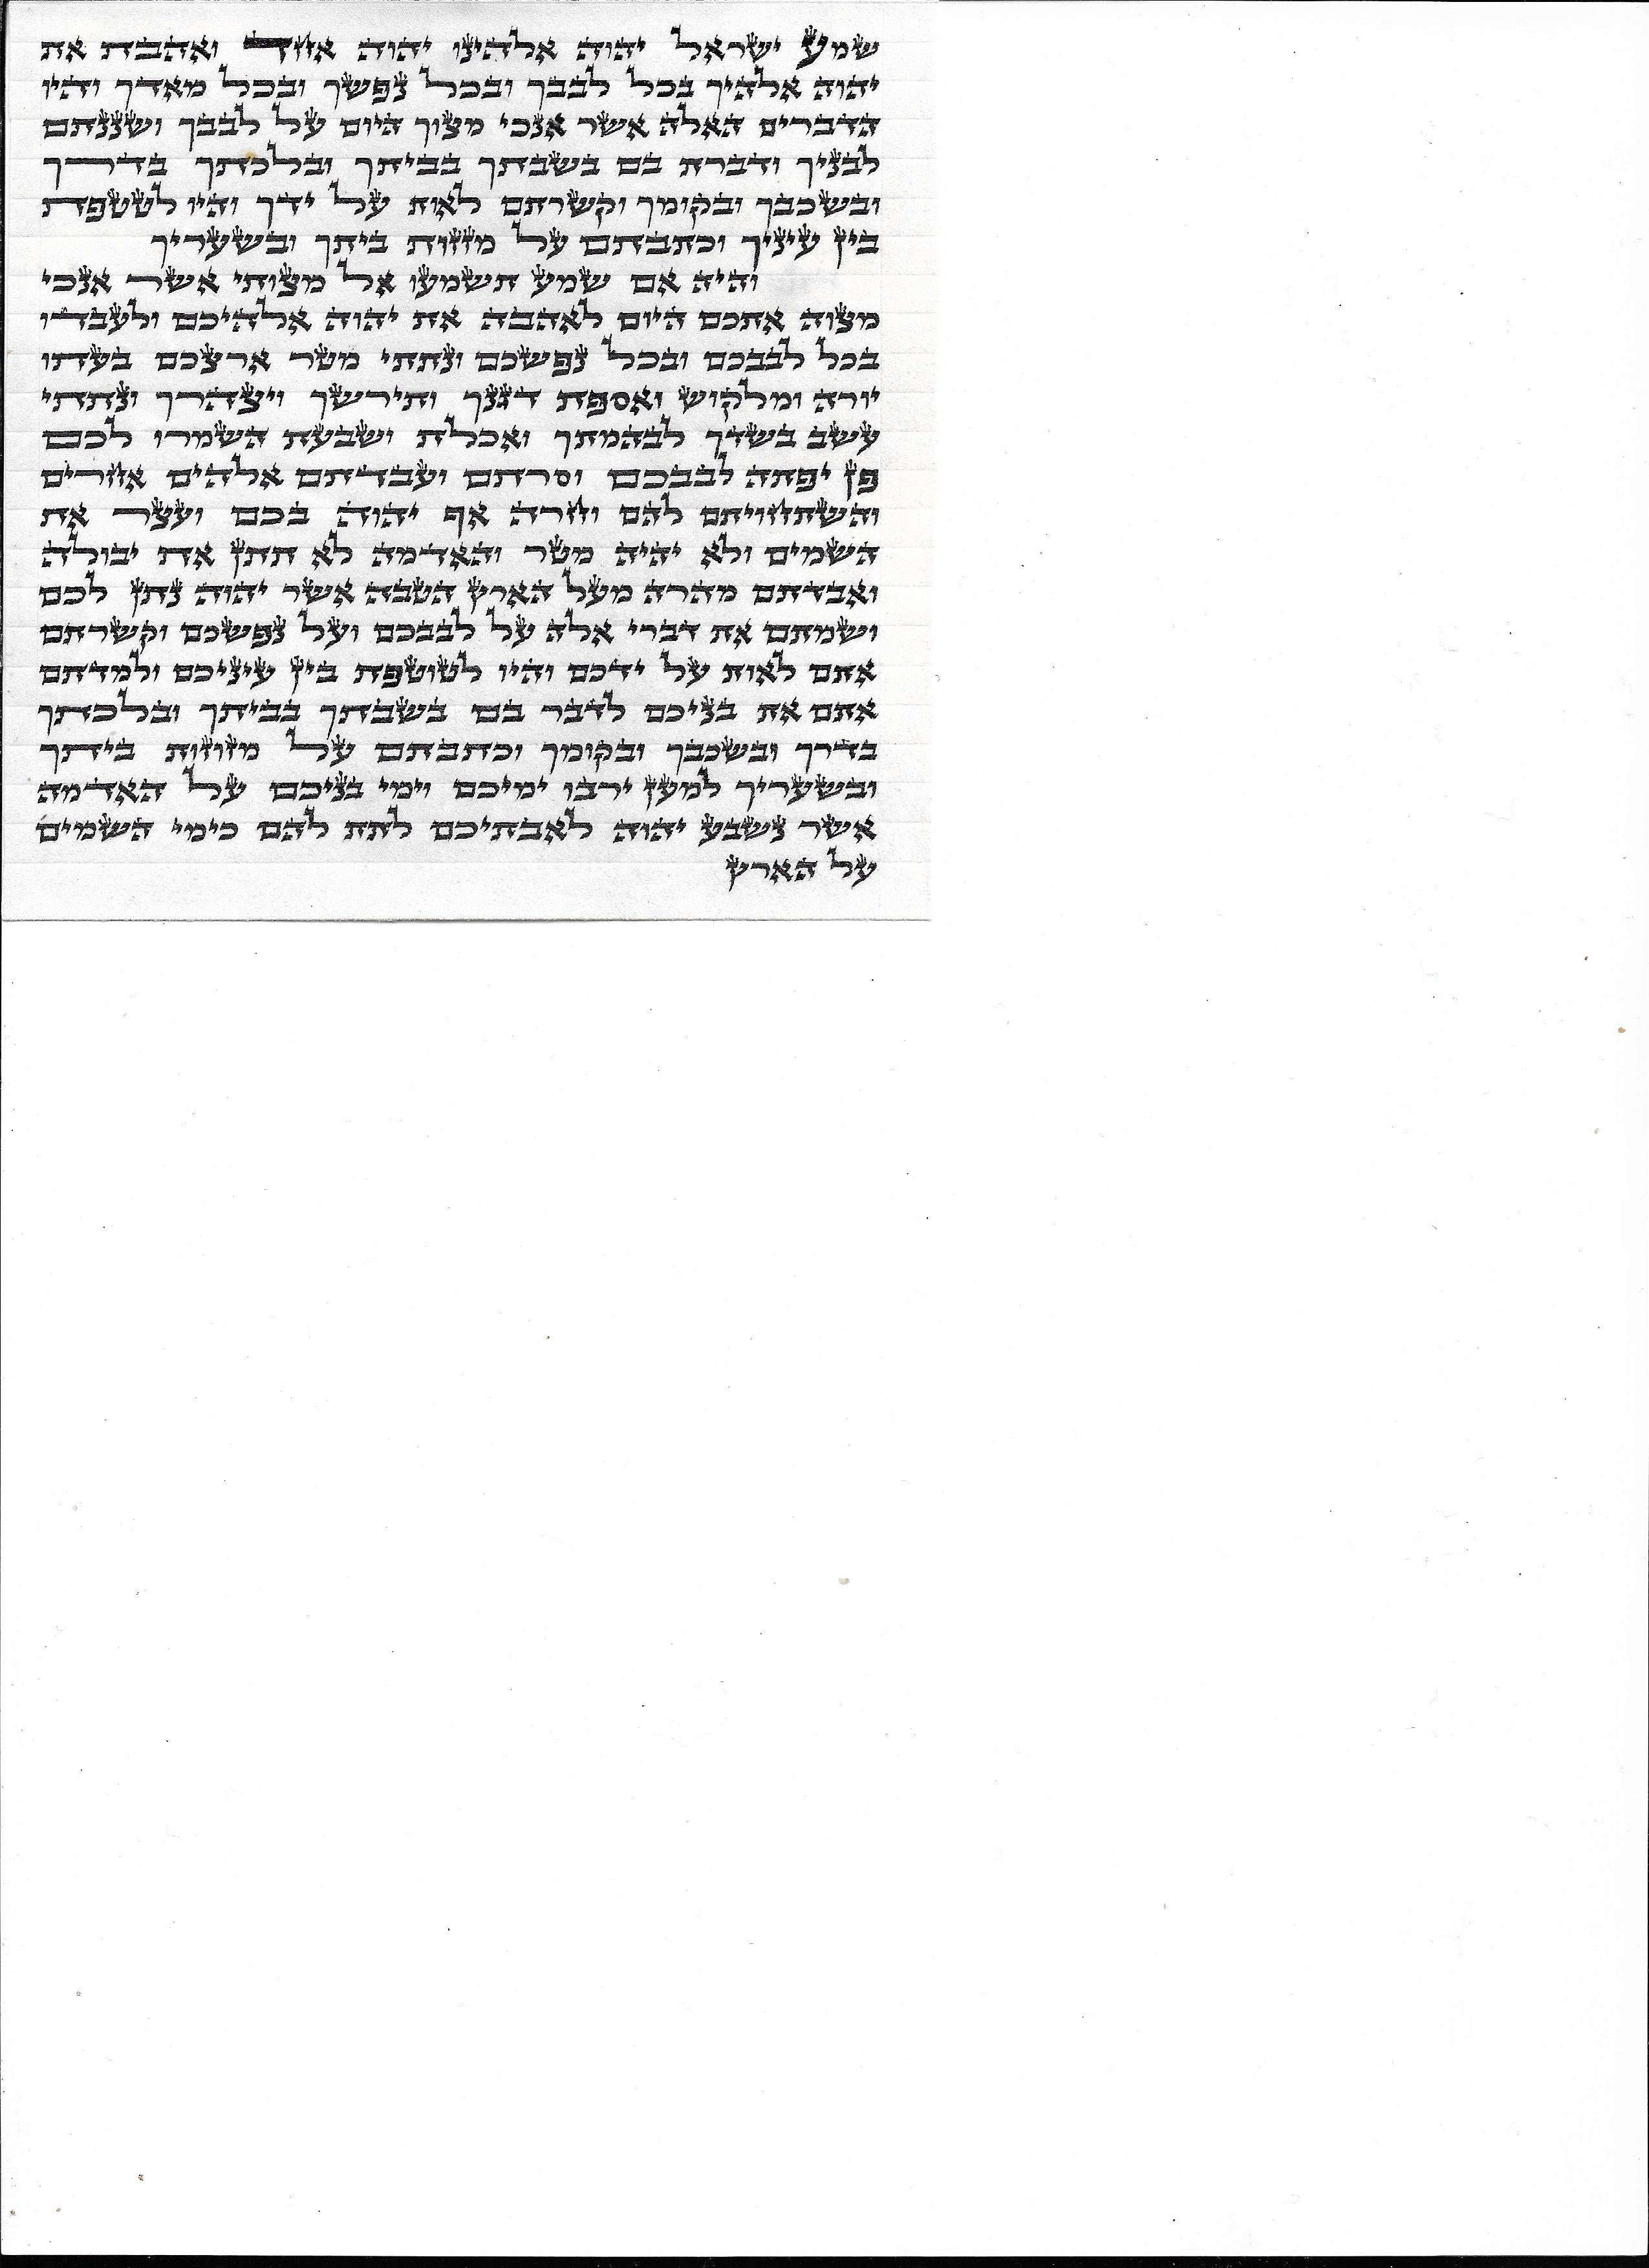 שמע ישראל יהוה אלהינו יהוה אחד ואהבת את
יהוה אלהיך בכל לבבך ובכל נפשך ובכל מאדך והיו
הדברים האלה אשר אנכי מצוך היום על לבבך ושננתם
לבניך ודברת בם בשבתך בביתך ובלכתך בדרך
ובשכבך ובקומך וקשרתם לאות על ידך והיו לטטפת
בין עיניך וכתבתם על מזזות ביתך ובשעריך
והיה אם שמע תשמעו אל מצותי אשר אנכי
מצוה אתכם היום לאהבה את יהוה אלהיכם ולעבדו
בכל לבבכם ובכל נפשכם ונתתי מטר ארצכם בעתו
יורה ומלקוש ואספת דגנך ותירשך ויצהרך ונתתי
עשב בשדך לבהמתך ואכלת ושבעת השמרו לכם
פן יפתה לבבכם וסרתם ועבדתם אלהים אחרים
והשתחויתם להם וחרה אף יהוה בכם ועצר את
השמים ולא יהיה מטר והאדמה לא תתן את יבולה
ואבדתם מהרה מעל הארץ הטבה אשר יהוה נתן לכם
ושמתם את דברי אלה על לבבכם ועל נפשכם וקשרתם
אתם לאות על ידכם והיו לטוטפת בין עיניכם ולמדתם
אתם את בניכם לדבר בם בשבתך בביתך ובלכתך
בדרך ובשכבך ובקומך וכתבתם על מזוזות ביתך
ובשעריך למען ירבו ימיכם וימי בניכם על האדמה
אשר נשבע יהוה לאבתיכם לתת להם כימי השמים
על הארץ